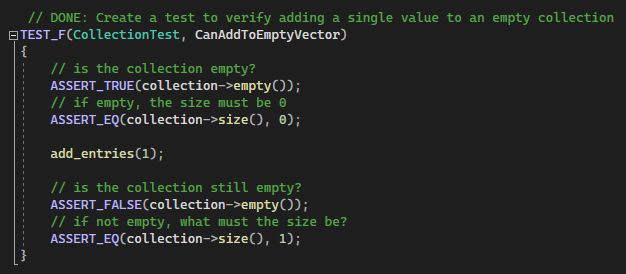 // DONE: Create a test to verify adding a single value to an empty collection
TEST_F(CollectionTest, CanAddToEmptyVector)
{
// is the collection empty?
ASSERT_TRUE(collection->empty());
// if empty, the size must be 0
ASSERT_EQ(collection->size(), 0);
add_entries(1);
// is the collection still empty?
ASSERT_FALSE(collection->empty());
// if not empty, what must the size be?
ASSERT_EQ(collection->size(), 1);
}